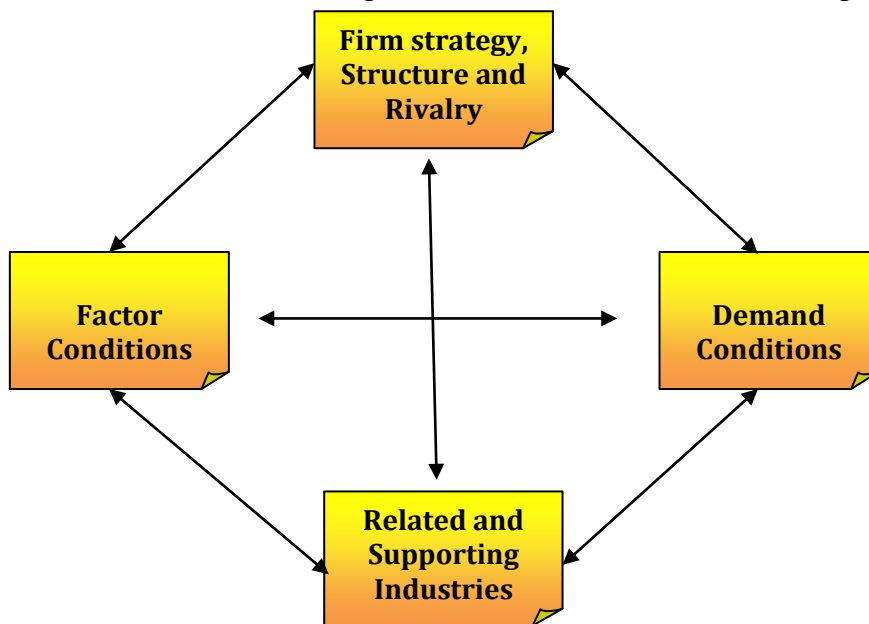 Firm strategy,
Structure and
Rivalry
Factor
Conditions
Demand
Conditions
Related and
Supporting
Industries